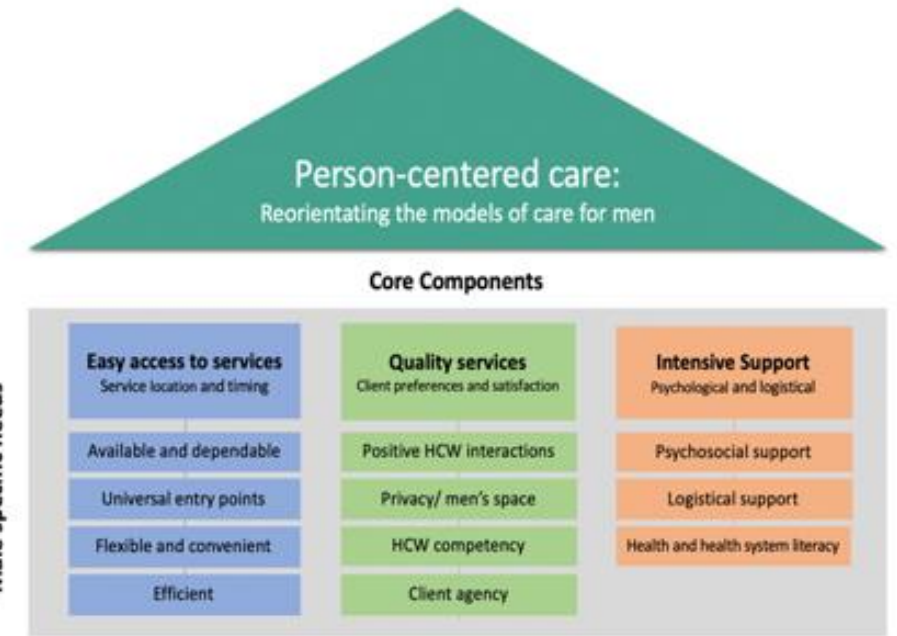 Person-centered care:
Reorientating the models of care for men
Core Components
Easy access to services
Service location and timing
Available and dependable
Universal entry points
Flexible and convenient
Efficient
Quality services
Client preferences and satisfaction
Positive HCW interactions
Privacy/ men's space
HCW competency
Client agency
Intensive Support
Psychological and logistical
Psychosocial support
Logistical support
Health and health system literacy